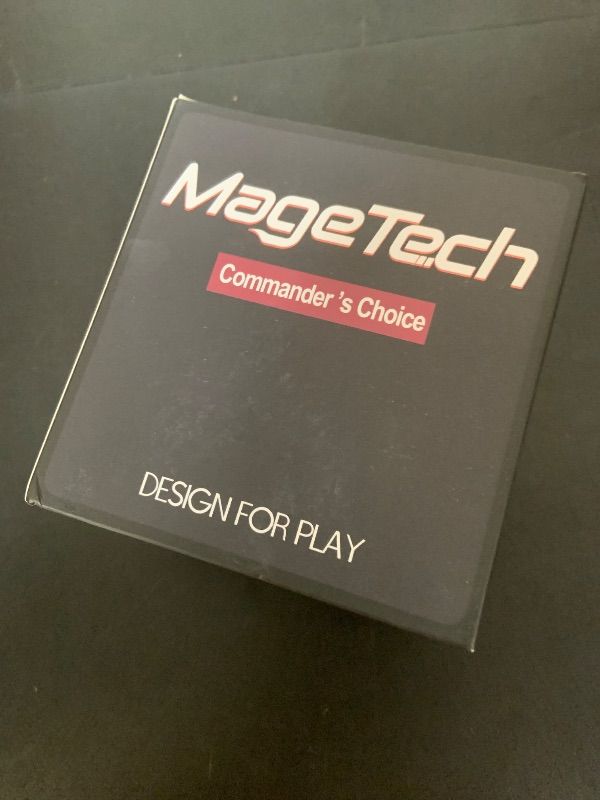 MageTech
Commander 's Choice
DESIGN FOR PLAY